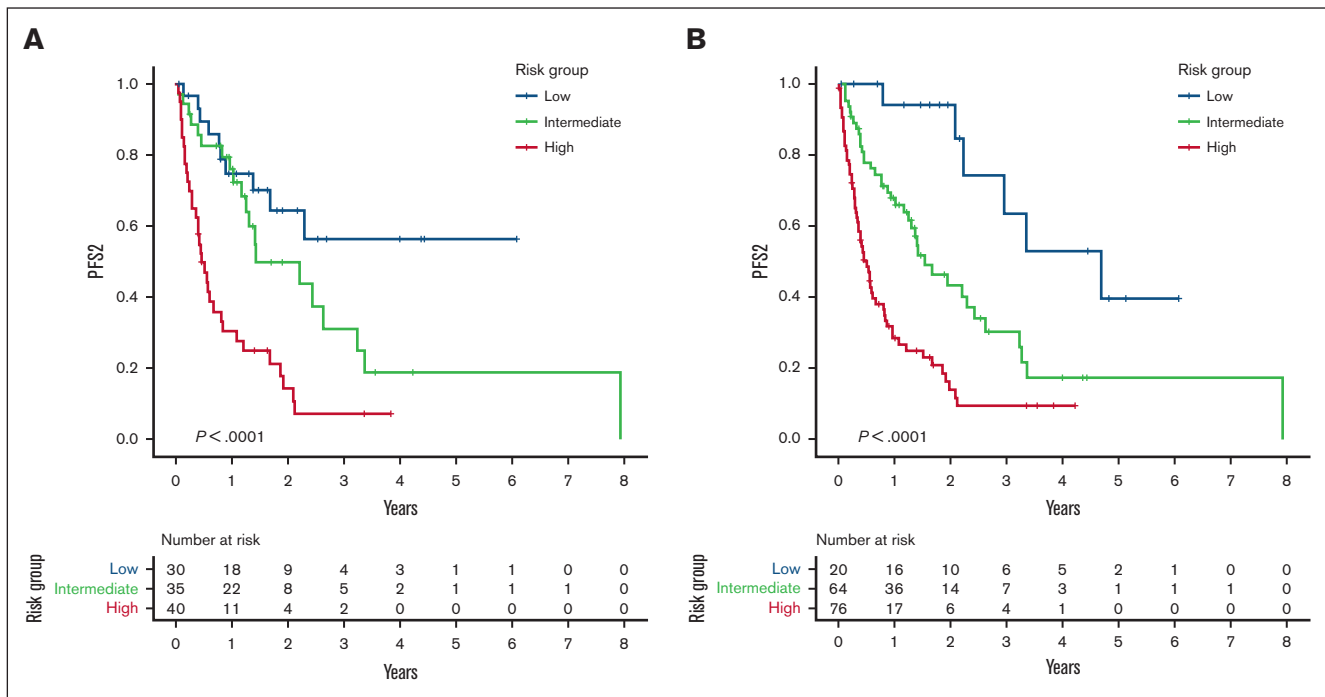 A
Risk group
Low
Intermediate
High
1.0
0.8
0.6
0.4
0.2
0.0
PFS2
P < .0001
0 1 2 3 4 5 6 7 8
Years
Number at risk
Risk group
Low 30 18 9 4 3 1 1 0 0
Intermediate 35 22 8 5 2 1 1 1 0
High 40 11 4 2 0 0 0 0 0
0 1 2 3 4 5 6 7 8
Years
B
Risk group
Low
Intermediate
High
1.0
0.8
0.6
0.4
0.2
0.0
PFS2
P < .0001
0 1 2 3 4 5 6 7 8
Years
Number at risk
Risk group
Low 20 16 10 6 5 2 1 0 0
Intermediate 64 36 14 7 3 1 1 1 0
High 76 17 6 4 1 0 0 0 0
0 1 2 3 4 5 6 7 8
Years